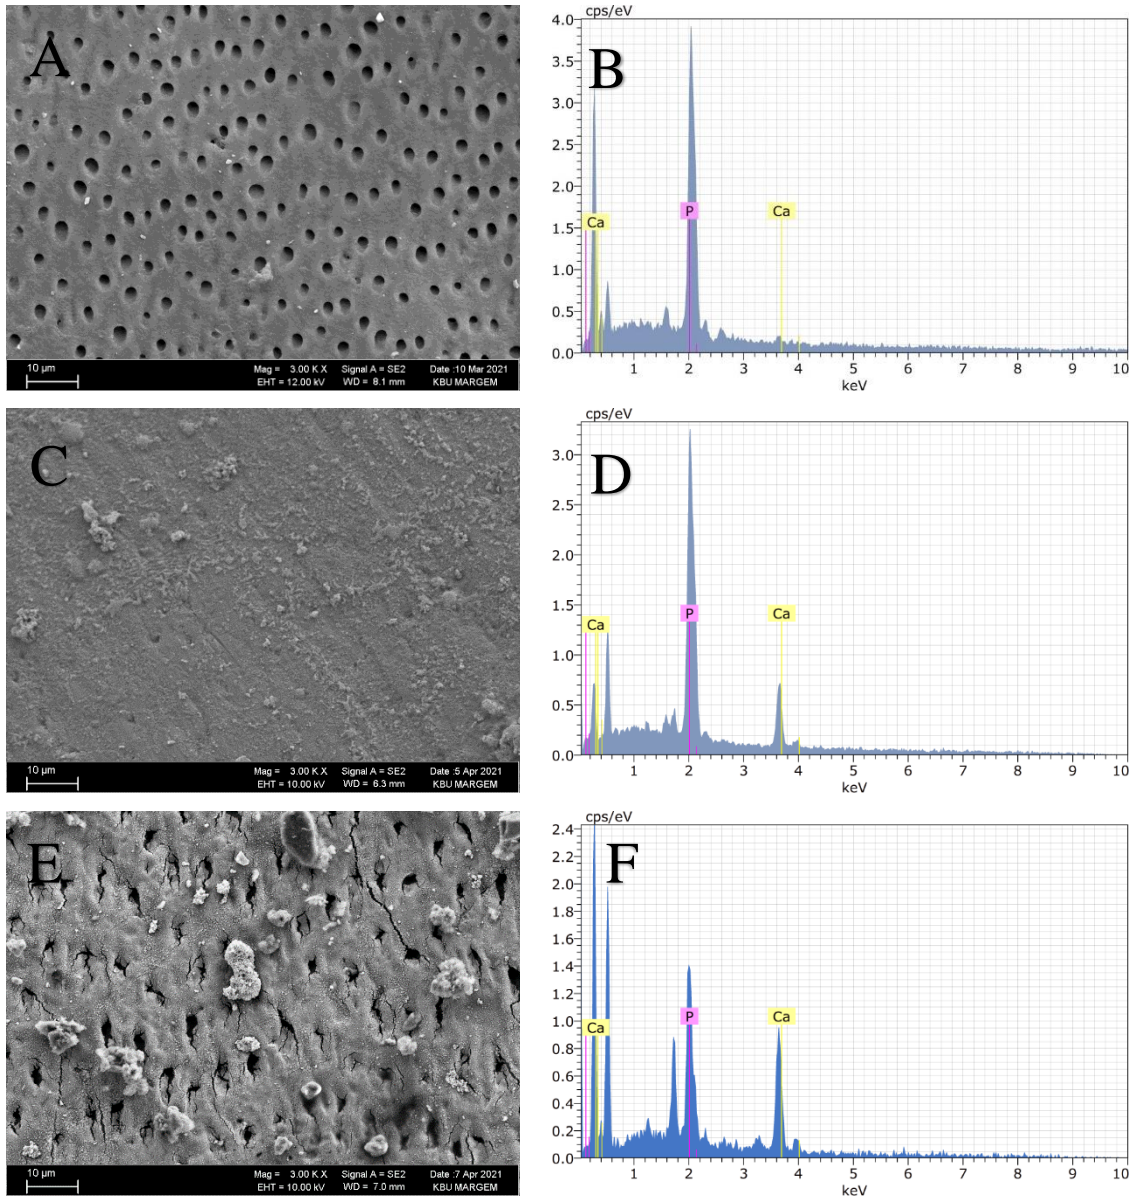 A
10 µm
Mag = 3.00 K X Signal A = SE2 Date :10 Mar 2021
EHT = 12.00 kV WD = 8.1 mm KBU MARGEM
B
cps/eV
4.0
3.5
3.0
2.5
2.0
1.5
1.0
0.5
0.0
Ca P Ca
1 2 3 4 5 6 7 8 9 10
keV
C
10 µm
Mag = 3.00 K X Signal A = SE2 Date :5 Apr 2021
EHT = 10.00 kV WD = 6.3 mm KBU MARGEM
D
cps/eV
3.0
2.5
2.0
1.5
1.0
0.5
0.0
Ca P Ca
1 2 3 4 5 6 7 8 9 10
keV
E
10 µm
Mag = 3.00 K X Signal A = SE2 Date :7 Apr 2021
EHT = 10.00 kV WD = 7.0 mm KBU MARGEM
F
cps/eV
2.4
2.2
2.0
1.8
1.6
1.4
1.2
1.0
0.8
0.6
0.4
0.2
0.0
Ca P Ca
1 2 3 4 5 6 7 8 9 10
keV